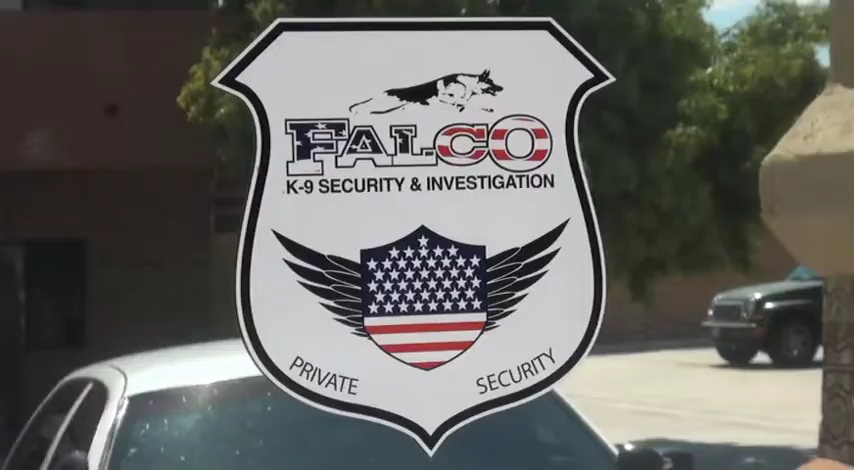 FALCO
K-9 SECURITY & INVESTIGATION
PRIVATE SECURITY